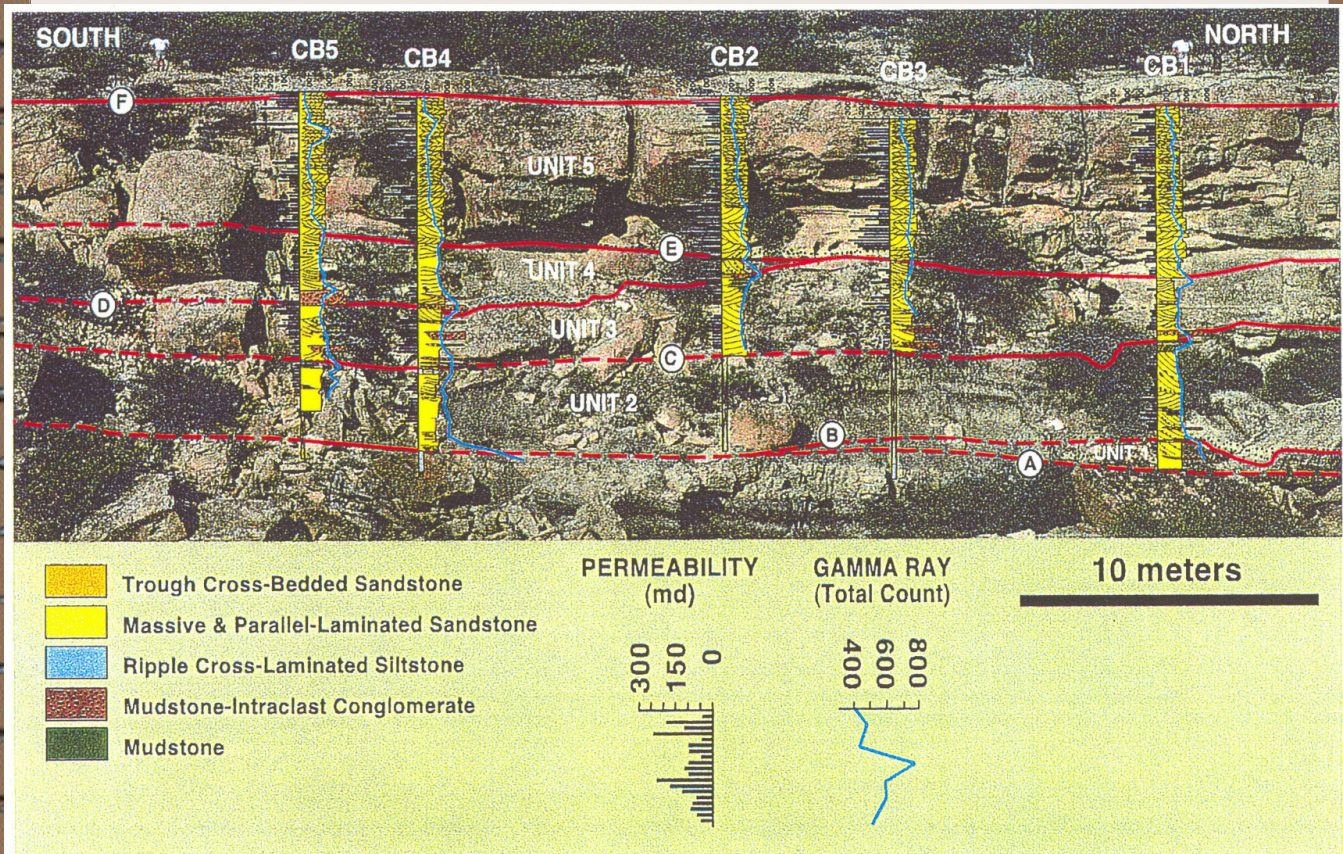 SOUTH
NORTH
CB5
CB4
CB2
CB3
CB1
F
UNIT 5
E
UNIT 4
D
UNIT 3
C
UNIT 2
B
UNIT 1
A
Trough Cross-Bedded Sandstone
Massive & Parallel-Laminated Sandstone
Ripple Cross-Laminated Siltstone
Mudstone-Intraclast Conglomerate
Mudstone
PERMEABILITY
(md)
300 150 0
GAMMA RAY
(Total Count)
400 600 800
10 meters